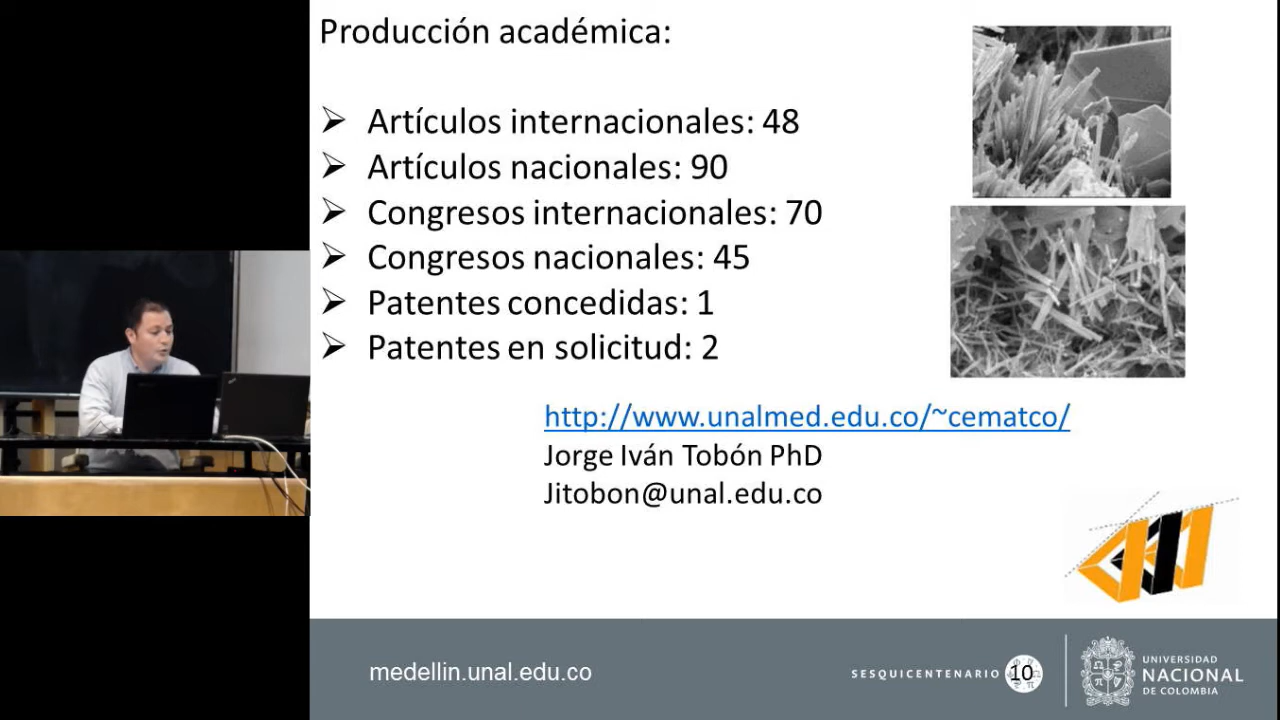 Producción académica:
➢ Artículos internacionales: 48
➢ Artículos nacionales: 90
➢ Congresos internacionales: 70
➢ Congresos nacionales: 45
➢ Patentes concedidas: 1
➢ Patentes en solicitud: 2
http://www.unalmed.edu.co/~cematco/
Jorge Iván Tobón PhD
Jitobon@unal.edu.co
medellin.unal.edu.co
SESQUICENTENARIO
10
UNIVERSIDAD
NACIONAL
DE COLOMBIA